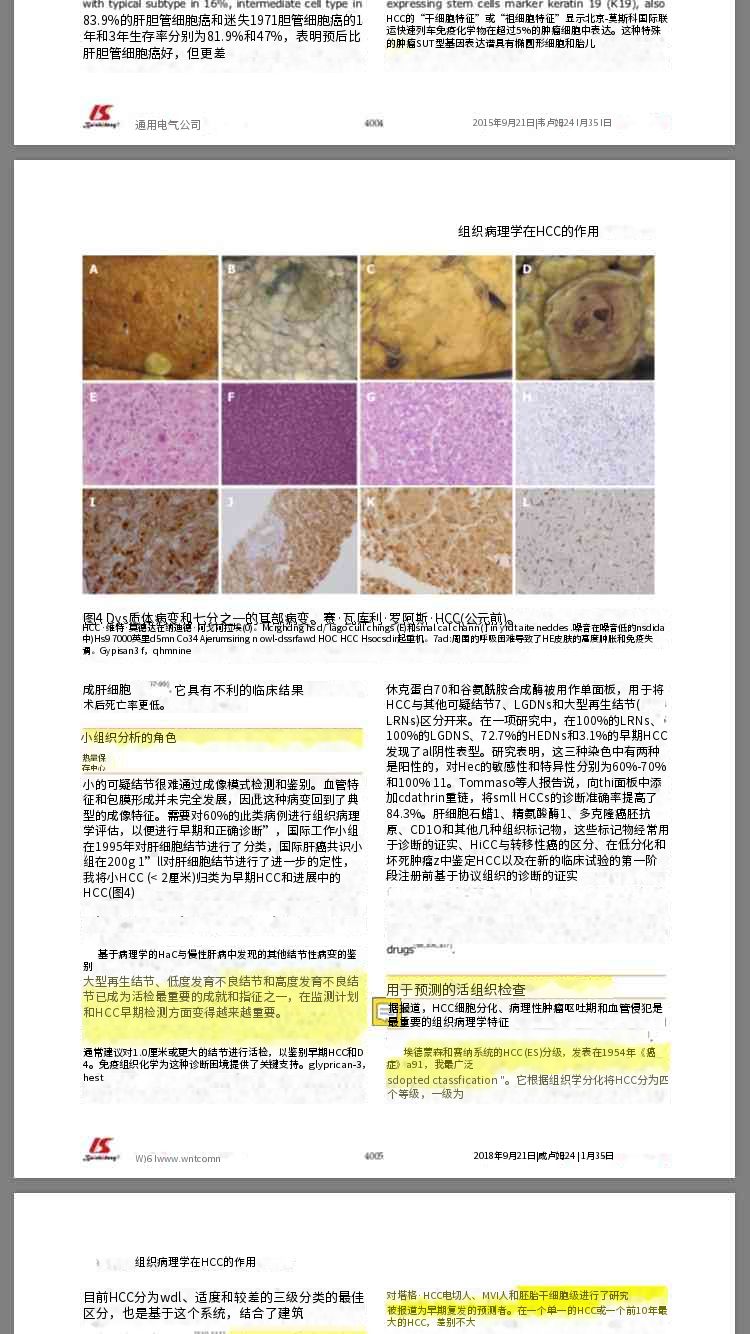 with typical subtype in 16%, intermediate cell type in
83.9%的肝胆管细胞癌和迷失1971胆管细胞癌的1
年和3年生存率分别为81.9%和47%，表明预后比
肝胆管细胞癌好，但更差
expressing stem cells marker keratin 19 (K19), also
HCC的“干细胞特征”或“祖细胞特征”显示北京-莫斯科国际联
运快速列车免疫化学物在超过5%的肿瘤细胞中表达。这种特殊
的肿瘤SUT型基因表达谱具有椭圆形细胞和胎儿
通用电气公司
4004
2015年9月21日|韦卢姆24 I月35 I日
组织病理学在HCC的作用
A
B
C
D
E
F
G
H
I
J
K
L
图4 Dys质体病变和七分之一的耳部病变。赛·瓦库利·罗阿斯·HCC(公元前)。
调。Gypisan3 f，qhmnine
成肝细胞
，它具有不利的临床结果
术后死亡率更低。
小组织分析的角色
热量保
存中心
小的可疑结节很难通过成像模式检测和鉴别。血管特
征和包膜形成并未完全发展，因此这种病变回到了典
型的成像特征。需要对60%的此类病例进行组织病理
学评估，以便进行早期和正确诊断”，国际工作小组
在1995年对肝细胞结节进行了分类，国际肝癌共识小
组在200g 1”ll对肝细胞结节进行了进一步的定性，
我将小HCC (< 2厘米)归类为早期HCC和进展中的
HCC(图4)
基于病理学的HaC与慢性肝病中发现的其他结节性病变的鉴
别
大型再生结节、低度发育不良结节和高度发育不良结
节已成为活检最重要的成就和指征之一，在监测计划
和HCC早期检测方面变得越来越重要。
通常建议对1.0厘米或更大的结节进行活检，以鉴别早期HCC和D
4。免疫组织化学为这种诊断困境提供了关键支持。glyprican-3,
hest
休克蛋白70和谷氨酰胺合成酶被用作单面板，用于将
HCC与其他可疑结节7、LGDNs和大型再生结节(
LRNs)区分开来。在一项研究中，在100%的LRNs、
100%的LGDNS、72.7%的HEDNs和3.1%的早期HCC
发现了al阴性表型。研究表明，这三种染色中有两种
是阳性的，对Hec的敏感性和特异性分别为60%-70%
和100% 11。Tommaso等人报告说，向thi面板中添
加cdathrin重链，将smll HCCs的诊断准确率提高了
84.3%。肝细胞石蜡1、精氨酸酶1、多克隆癌胚抗
原、CD1O和其他几种组织标记物，这些标记物经常用
于诊断的证实、HiCC与转移性癌的区分、在低分化和
坏死肿瘤z中鉴定HCC以及在新的临床试验的第一阶
段注册前基于协议组织的诊断的证实
drugs
用于预测的活组织检查
据报道，HCC细胞分化、病理性肿瘤呕吐期和血管侵犯是
最重要的组织病理学特征
埃德蒙森和赛纳系统的HCC (ES)分级，发表在1954年《癌
症》a91，我最广泛
sdopted ctassfication "。它根据组织学分化将HCC分为四
个等级，一级为
W)6 Iwww.wntcomn
4005
2018年9月21日|咸卢姆24 | 1月35日
组织病理学在HCC的作用
目前HCC分为wdl、适度和较差的三级分类的最佳
区分，也是基于这个系统，结合了建筑
对塔格·HCC电切人、MVI人和胚胎干细胞级进行了研究
被报道为早期复发的预测者。在一个单一的HCC或一个前10年最
大的HCC，差别不大